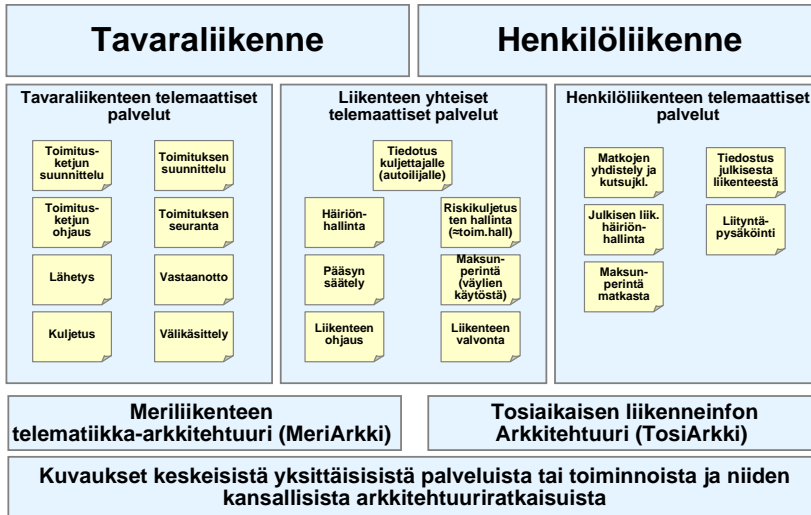 Tavaraliikenne
Henkilöliikenne
Tavaraliikenteen telemaattiset
palvelut
Toimitus-
ketjun
suunnittelu
Toimituksen
suunnittelu
Toimitus-
ketjun
ohjaus
Toimituksen
seuranta
Lähetys
Vastaanotto
Kuljetus
Välikäsittely
Liikenteen yhteiset
telemaattiset palvelut
Tiedotus
kuljettajalle
(autoilijalle)
Häiriön-
hallinta
Riskikuljetus
ten hallinta
(≈toim.hall)
Pääsyn
säätely
Maksun-
perintä
(väylien
käytöstä)
Liikenteen
ohjaus
Liikenteen
valvonta
Henkilöliikenteen telemaattiset
palvelut
Matkojen
yhdistely ja
kutsujkl.
Tiedostus
julkisesta
liikenteestä
Julkisen liik.
häiriön-
hallinta
Liityntä-
pysäköinti
Maksun-
perintä
matkasta
Meriliikenteen
telematiikka-arkkitehtuuri (MeriArkki)
Tosiaikaisen liikenneinfon
Arkkitehtuuri (TosiArkki)
Kuvaukset keskeisistä yksittäisisistä palveluista tai toiminnoista ja niiden
kansallisista arkkitehtuuriratkaisuista